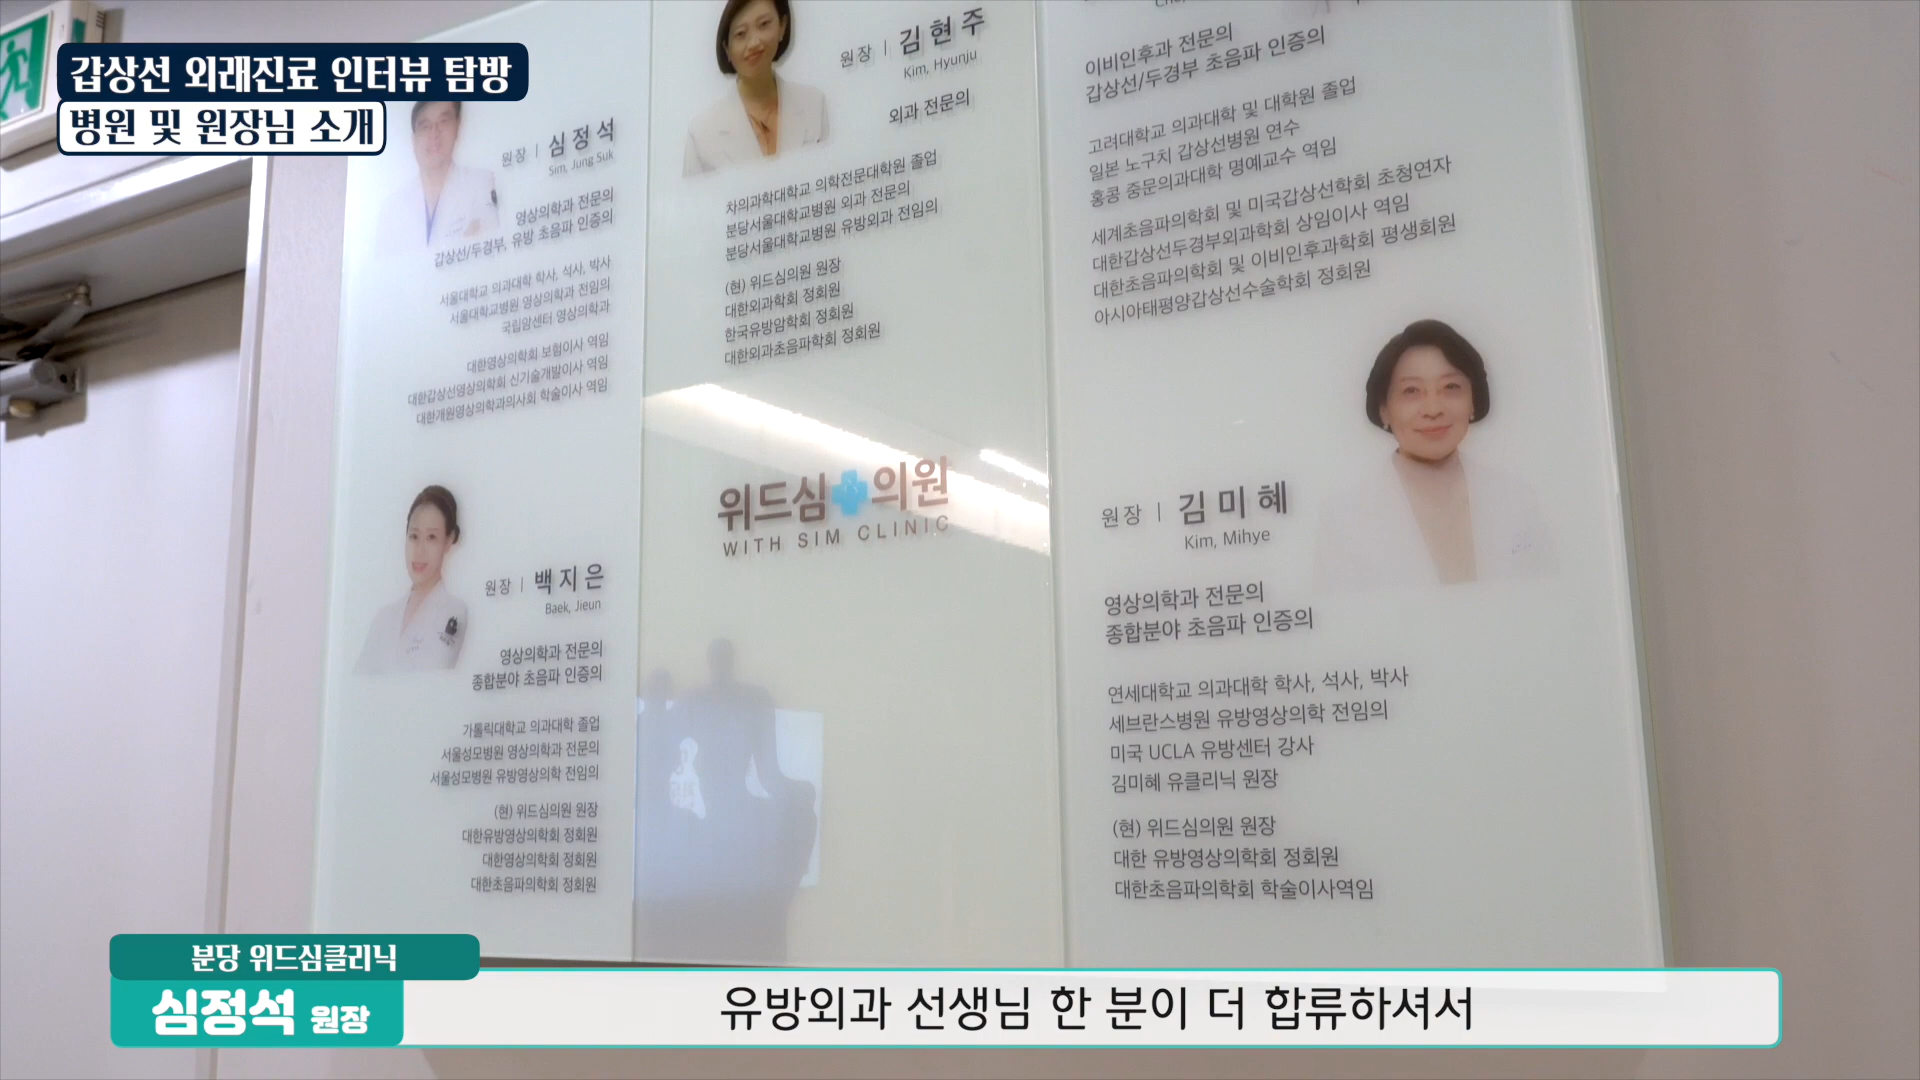 갑상선 외래진료 인터뷰 탐방
병원 및 원장님 소개
원장 | 심정석
Sim, Jung Suk
영상의학과 전문의
갑상선/두경부, 유방 초음파 인증의
서울대학교 의과대학 학사, 석사, 박사
서울대학교병원 영상의학과 전임의
국립암센터 영상의학과
대한영상의학회 보험이사 역임
대한갑상선영상의학회 신기술개발이사 역임
대한개원영상의학과의사회 학술이사 역임
원장 | 백지은
Baek, Jieun
영상의학과 전문의
종합분야 초음파 인증의
가톨릭대학교 의과대학 졸업
서울성모병원 영상의학과 전문의
서울성모병원 유방영상의학 전임의
(현) 위드심의원 원장
대한유방영상의학회 정회원
대한영상의학회 정회원
대한초음파의학회 정회원
원장 | 김현주
Kim, Hyunju
외과 전문의
차의과학대학교 의학전문대학원 졸업
분당서울대학교병원 외과 전문의
분당서울대학교병원 유방외과 전임의
(현) 위드심의원 원장
대한외과학회 정회원
한국유방암학회 정회원
대한외과초음파학회 정회원
위드심의원
WITH SIM CLINIC
이비인후과 전문의
갑상선/두경부 초음파 인증의
고려대학교 의과대학 및 대학원 졸업
일본 노구치 갑상선병원 연수
홍콩 중문의과대학 명예교수 역임
세계초음파의학회 및 미국갑상선학회 초청연자
대한갑상선두경부외과학회 상임이사 역임
대한초음파의학회 및 이비인후과학회 평생회원
아시아태평양갑상선수술학회 정회원
원장 | 김미혜
Kim, Mihye
영상의학과 전문의
종합분야 초음파 인증의
연세대학교 의과대학 학사, 석사, 박사
세브란스병원 유방영상의학 전임의
미국 UCLA 유방센터 강사
김미혜 유클리닉 원장
(현) 위드심의원 원장
대한 유방영상의학회 정회원
대한초음파의학회 학술이사역임
분당 위드심클리닉
심정석 원장
유방외과 선생님 한 분이 더 합류하셔서